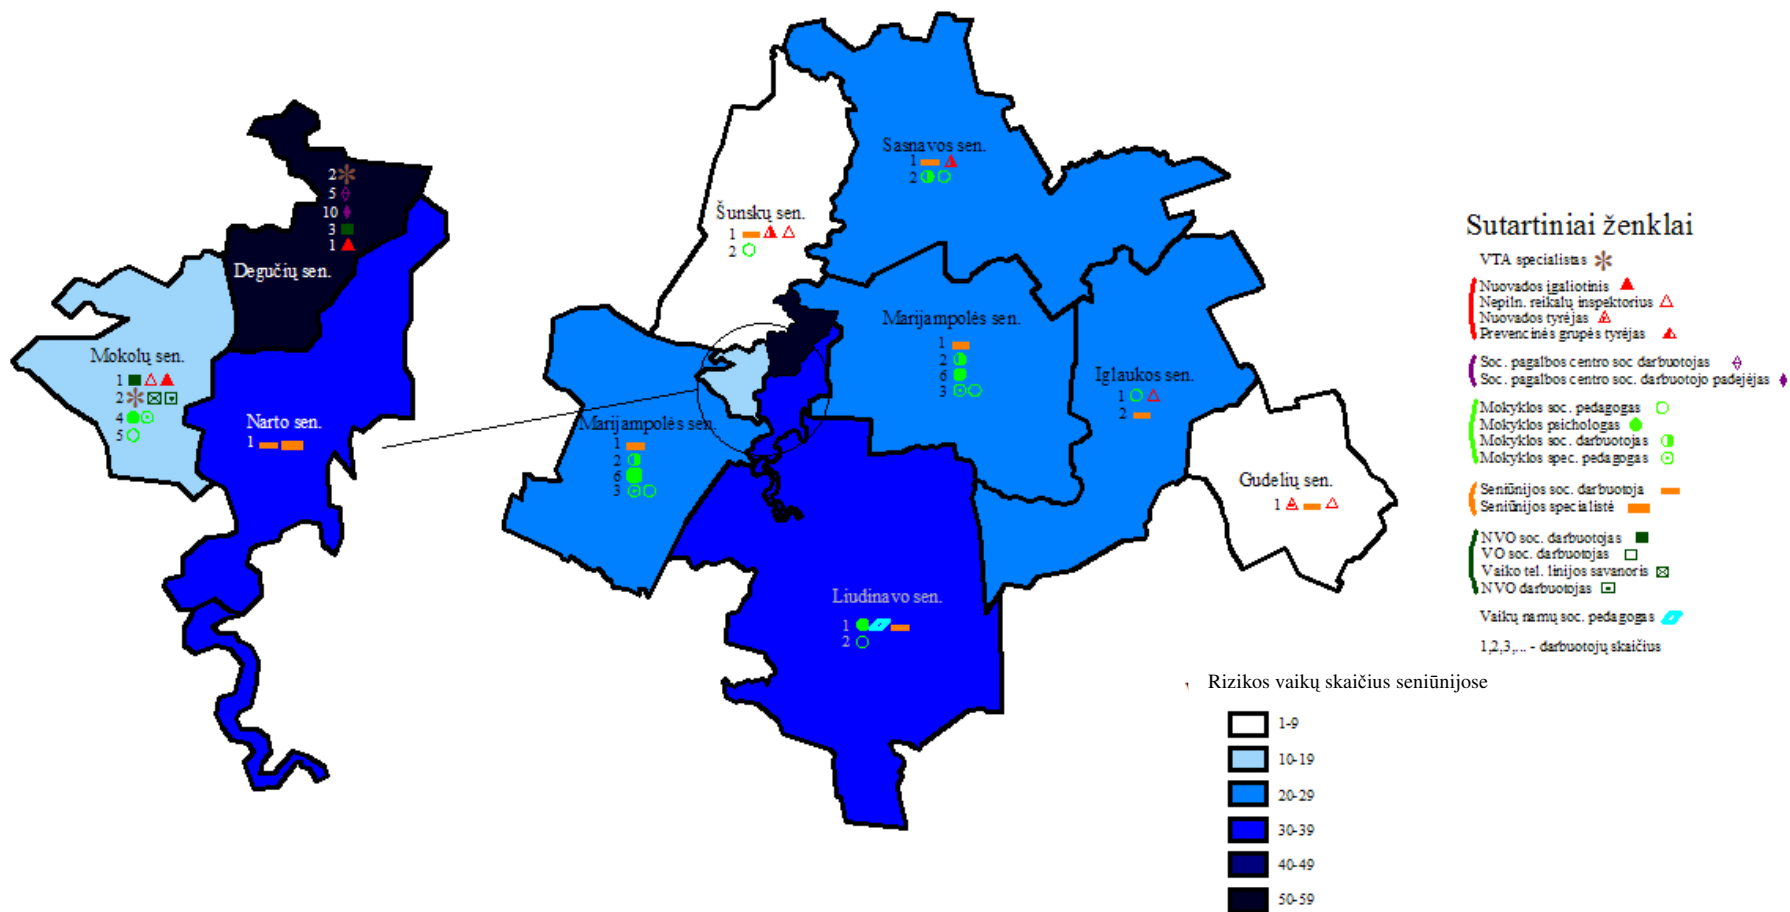 2
5
10
3
1
Degučių sen.
Mokolų sen.
1
2
4
5
Narto sen.
1
Sasnavos sen.
1
2
Šunskų sen.
1
2
Marijampolės sen.
1
2
6
3
Iglaukos sen.
1
2
Marijampolės sen.
1
2
6
3
Gudelių sen.
1
Liudinavo sen.
1
2
Sutartiniai ženklai
VTA specialistas
Nuovados įgaliotinis
Nepiln. reikalų inspektorius
Nuovados tyrėjas
Prevencinės grupės tyrėjas
Soc. pagalbos centro soc darbuotojas
Soc. pagalbos centro soc. darbuotojo padėjėjas
Mokyklos soc. pedagogas
Mokyklos psichologas
Mokyklos soc. darbuotojas
Mokyklos spec. pedagogas
Seniūnijos soc. darbuotoja
Seniūnijos specialistė
NVO soc. darbuotojas
VO soc. darbuotojas
Vaiko tel. linijos savanoris
NVO darbuotojas
Vaikų namų soc. pedagogas
1,2,3,... - darbuotojų skaičius
Rizikos vaikų skaičius seniūnijose
1-9
10-19
20-29
30-39
40-49
50-59